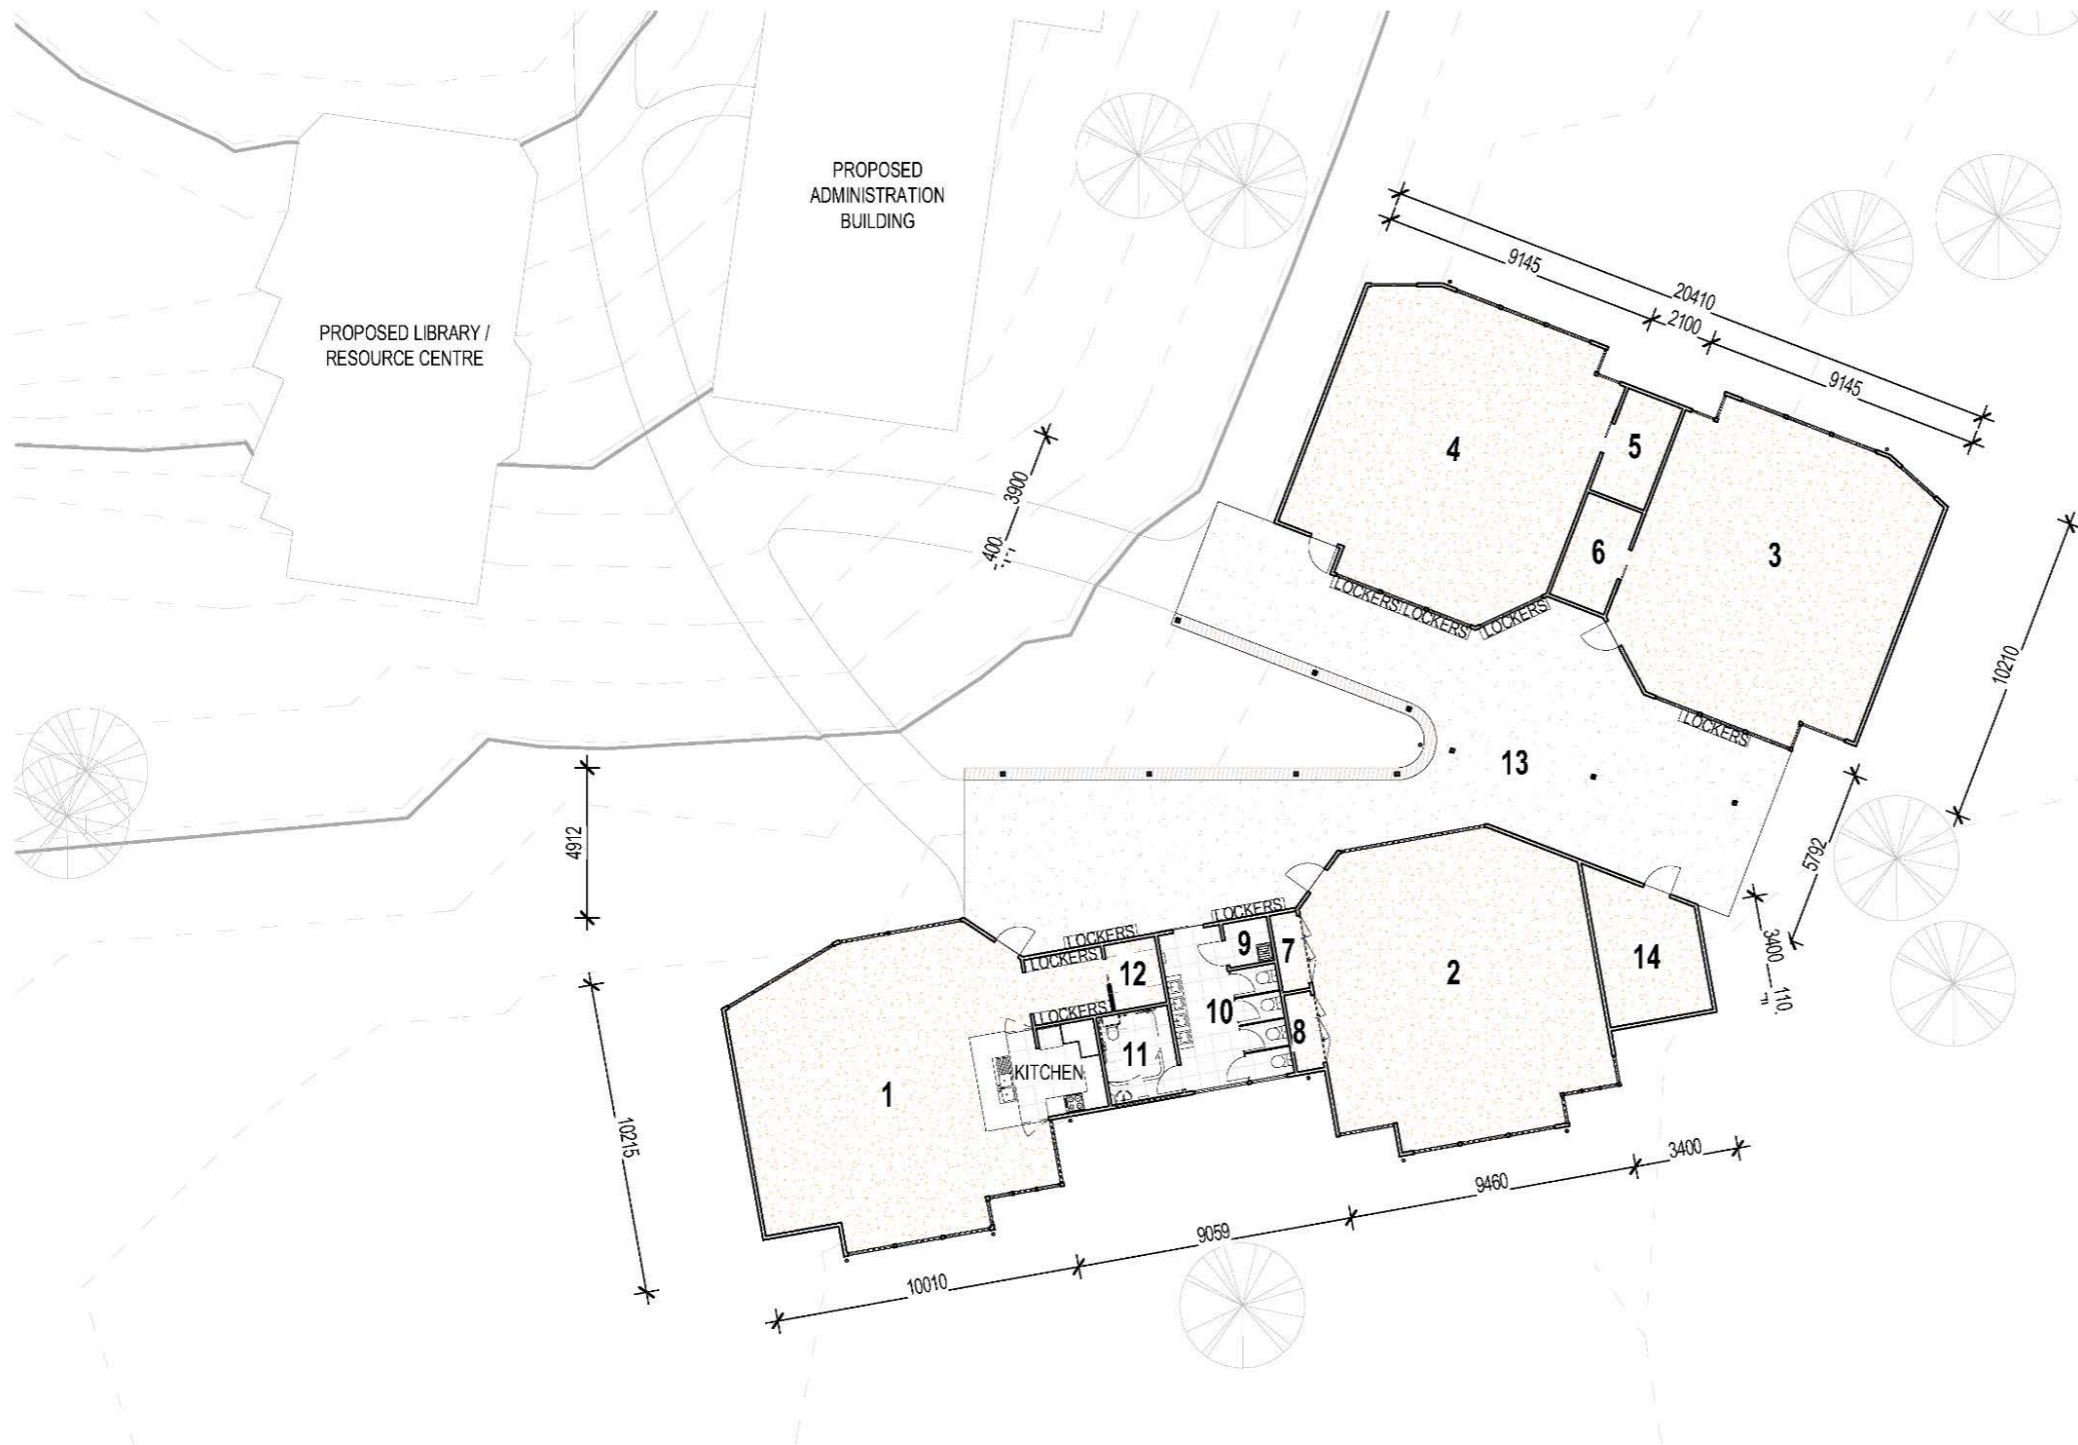 PROPOSED
ADMINISTRATION
BUILDING
PROPOSED LIBRARY /
RESOURCE CENTRE
9145
20410
2100
9145
4
5
3900
400
6
3
LOCKERS
LOCKERS
LOCKERS
10210
LOCKERS
13
4912
5792
LOCKERS
LOCKERS
3400
LOCKERS
9
7
14
12
2
110
LOCKERS
10
8
11
KITCHEN
1
10215
3400
9460
9059
10010